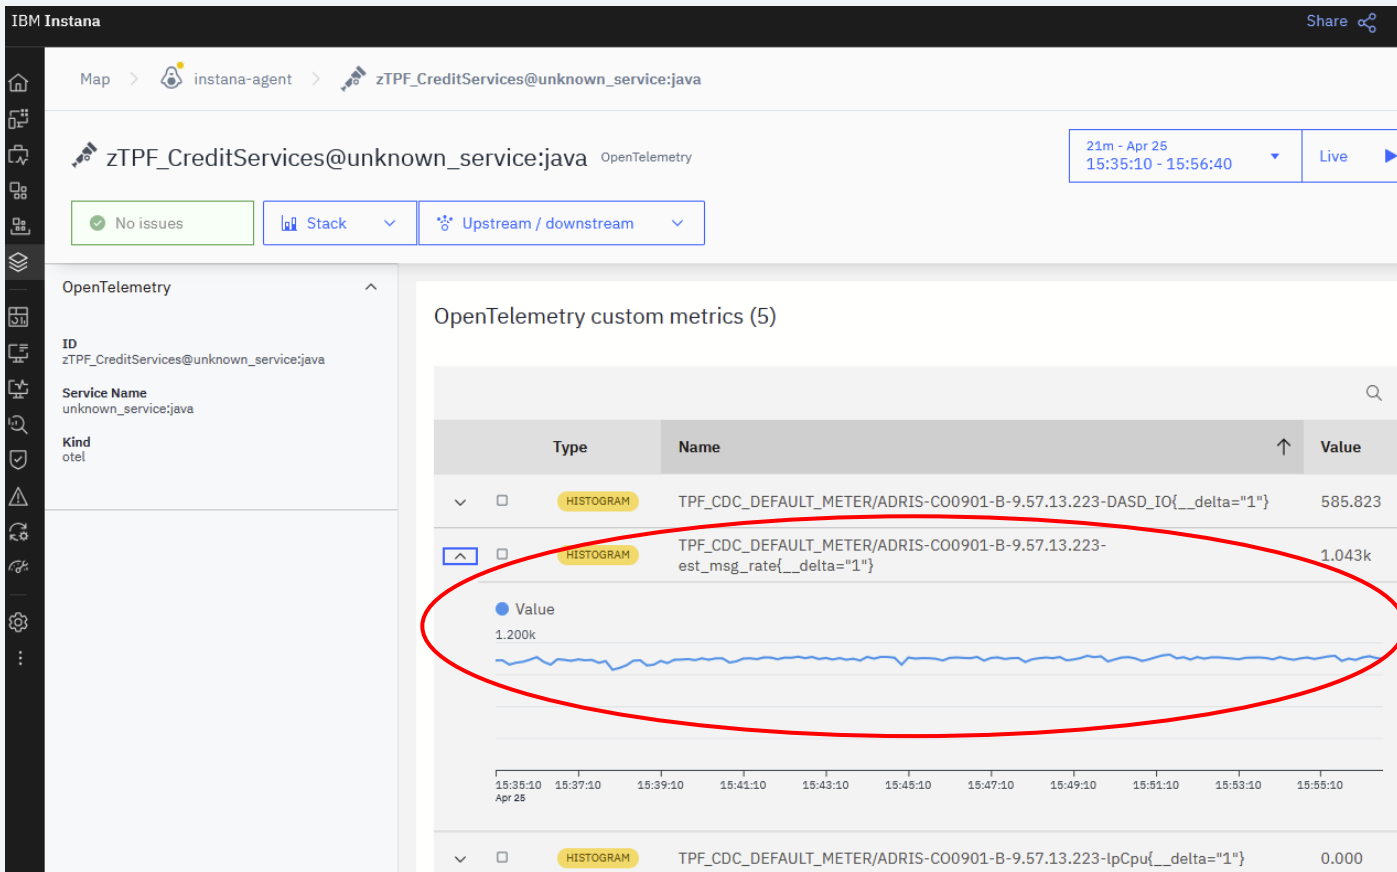 IBM Instana
Share
Map
instana-agent
zTPF_CreditServices@unknown_service:java
zTPF_CreditServices@unknown_service:java OpenTelemetry
21m - Apr 25
15:35:10 - 15:56:40
Live
No issues
Stack
Upstream / downstream
OpenTelemetry
ID
zTPF_CreditServices@unknown_service:java
Service Name
unknown_service:java
Kind
otel
OpenTelemetry custom metrics (5)
Type Name Value
HISTOGRAM TPF_CDC_DEFAULT_METER/ADRIS-CO0901-B-9.57.13.223-DASD_IO{__delta="1"} 585.823
HISTOGRAM TPF_CDC_DEFAULT_METER/ADRIS-CO0901-B-9.57.13.223-
est_msg_rate{__delta="1"} 1.043k
Value
1.200k
15:35:10 15:37:10 15:39:10 15:41:10 15:43:10 15:45:10 15:47:10 15:49:10 15:51:10 15:53:10 15:55:10
Apr 25
HISTOGRAM TPF_CDC_DEFAULT_METER/ADRIS-CO0901-B-9.57.13.223-lpCpu{__delta="1"} 0.000